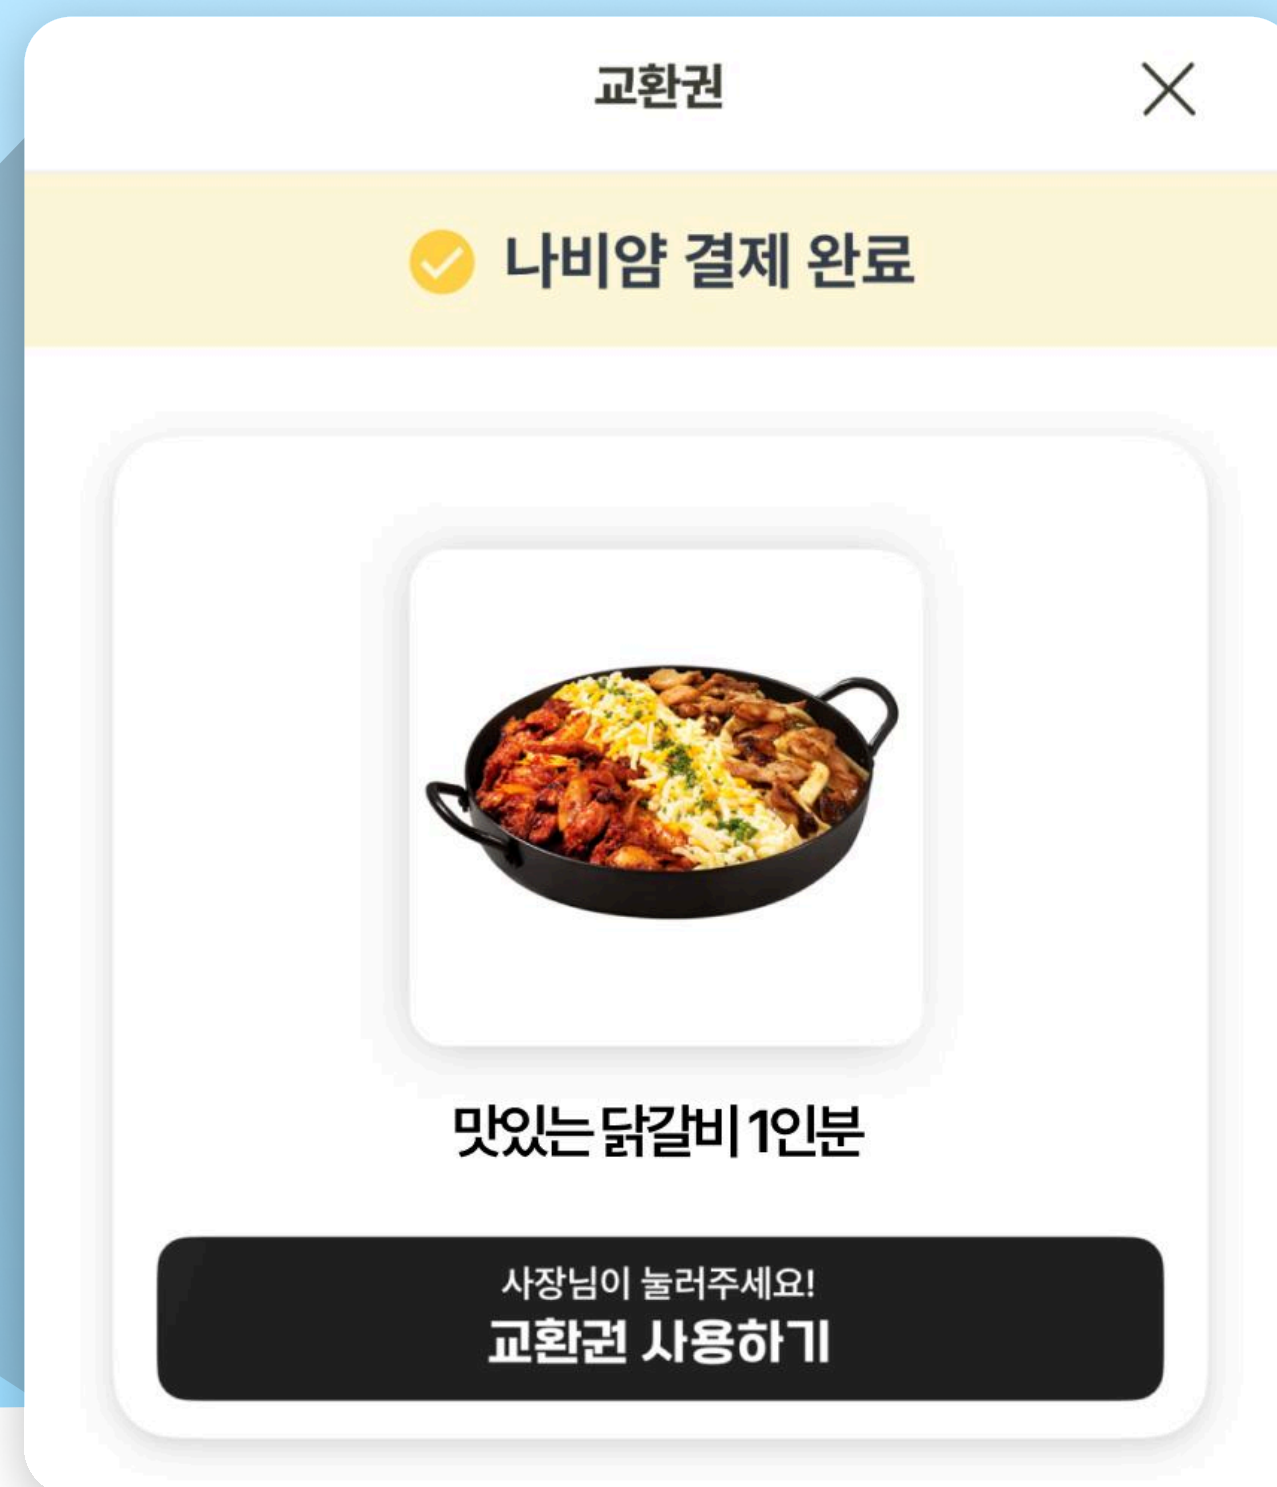 교환권
나비얌 결제 완료
맛있는 닭갈비 1인분
사장님이 눌러주세요!
교환권 사용하기